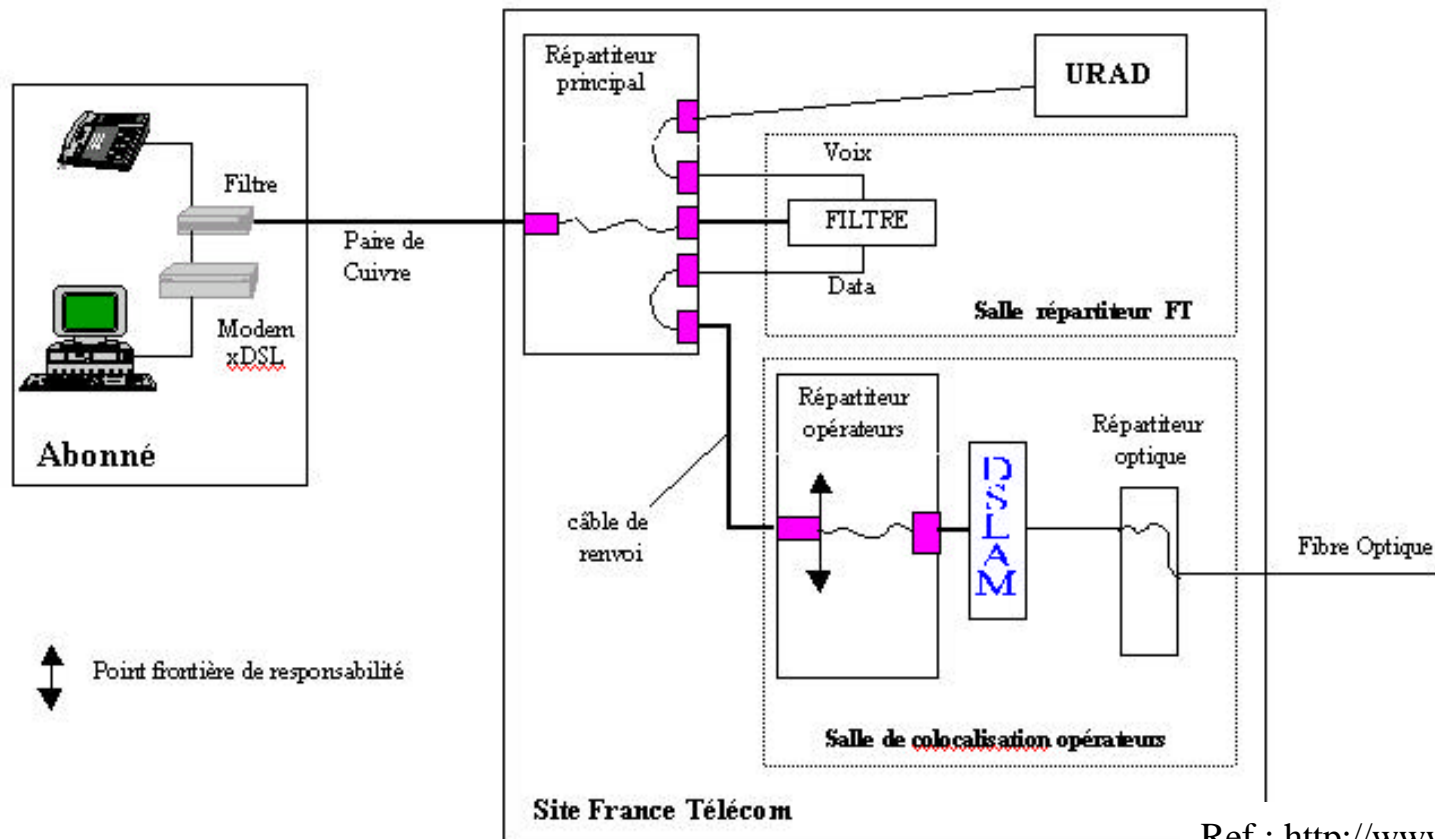 Répartiteur
principal
URAD
Voix
Filtre
FILTRE
Paire de
Cuivre
Data
Salle répartiteur FT
Modem
xDSL
Abonné
Répartiteur
opérateurs
Répartiteur
optique
DSLAM
câble de
renvoi
Fibre Optique
Point frontière de responsabilité
Salle de colocalisation opérateurs
Site France Télécom
Ref : http://www